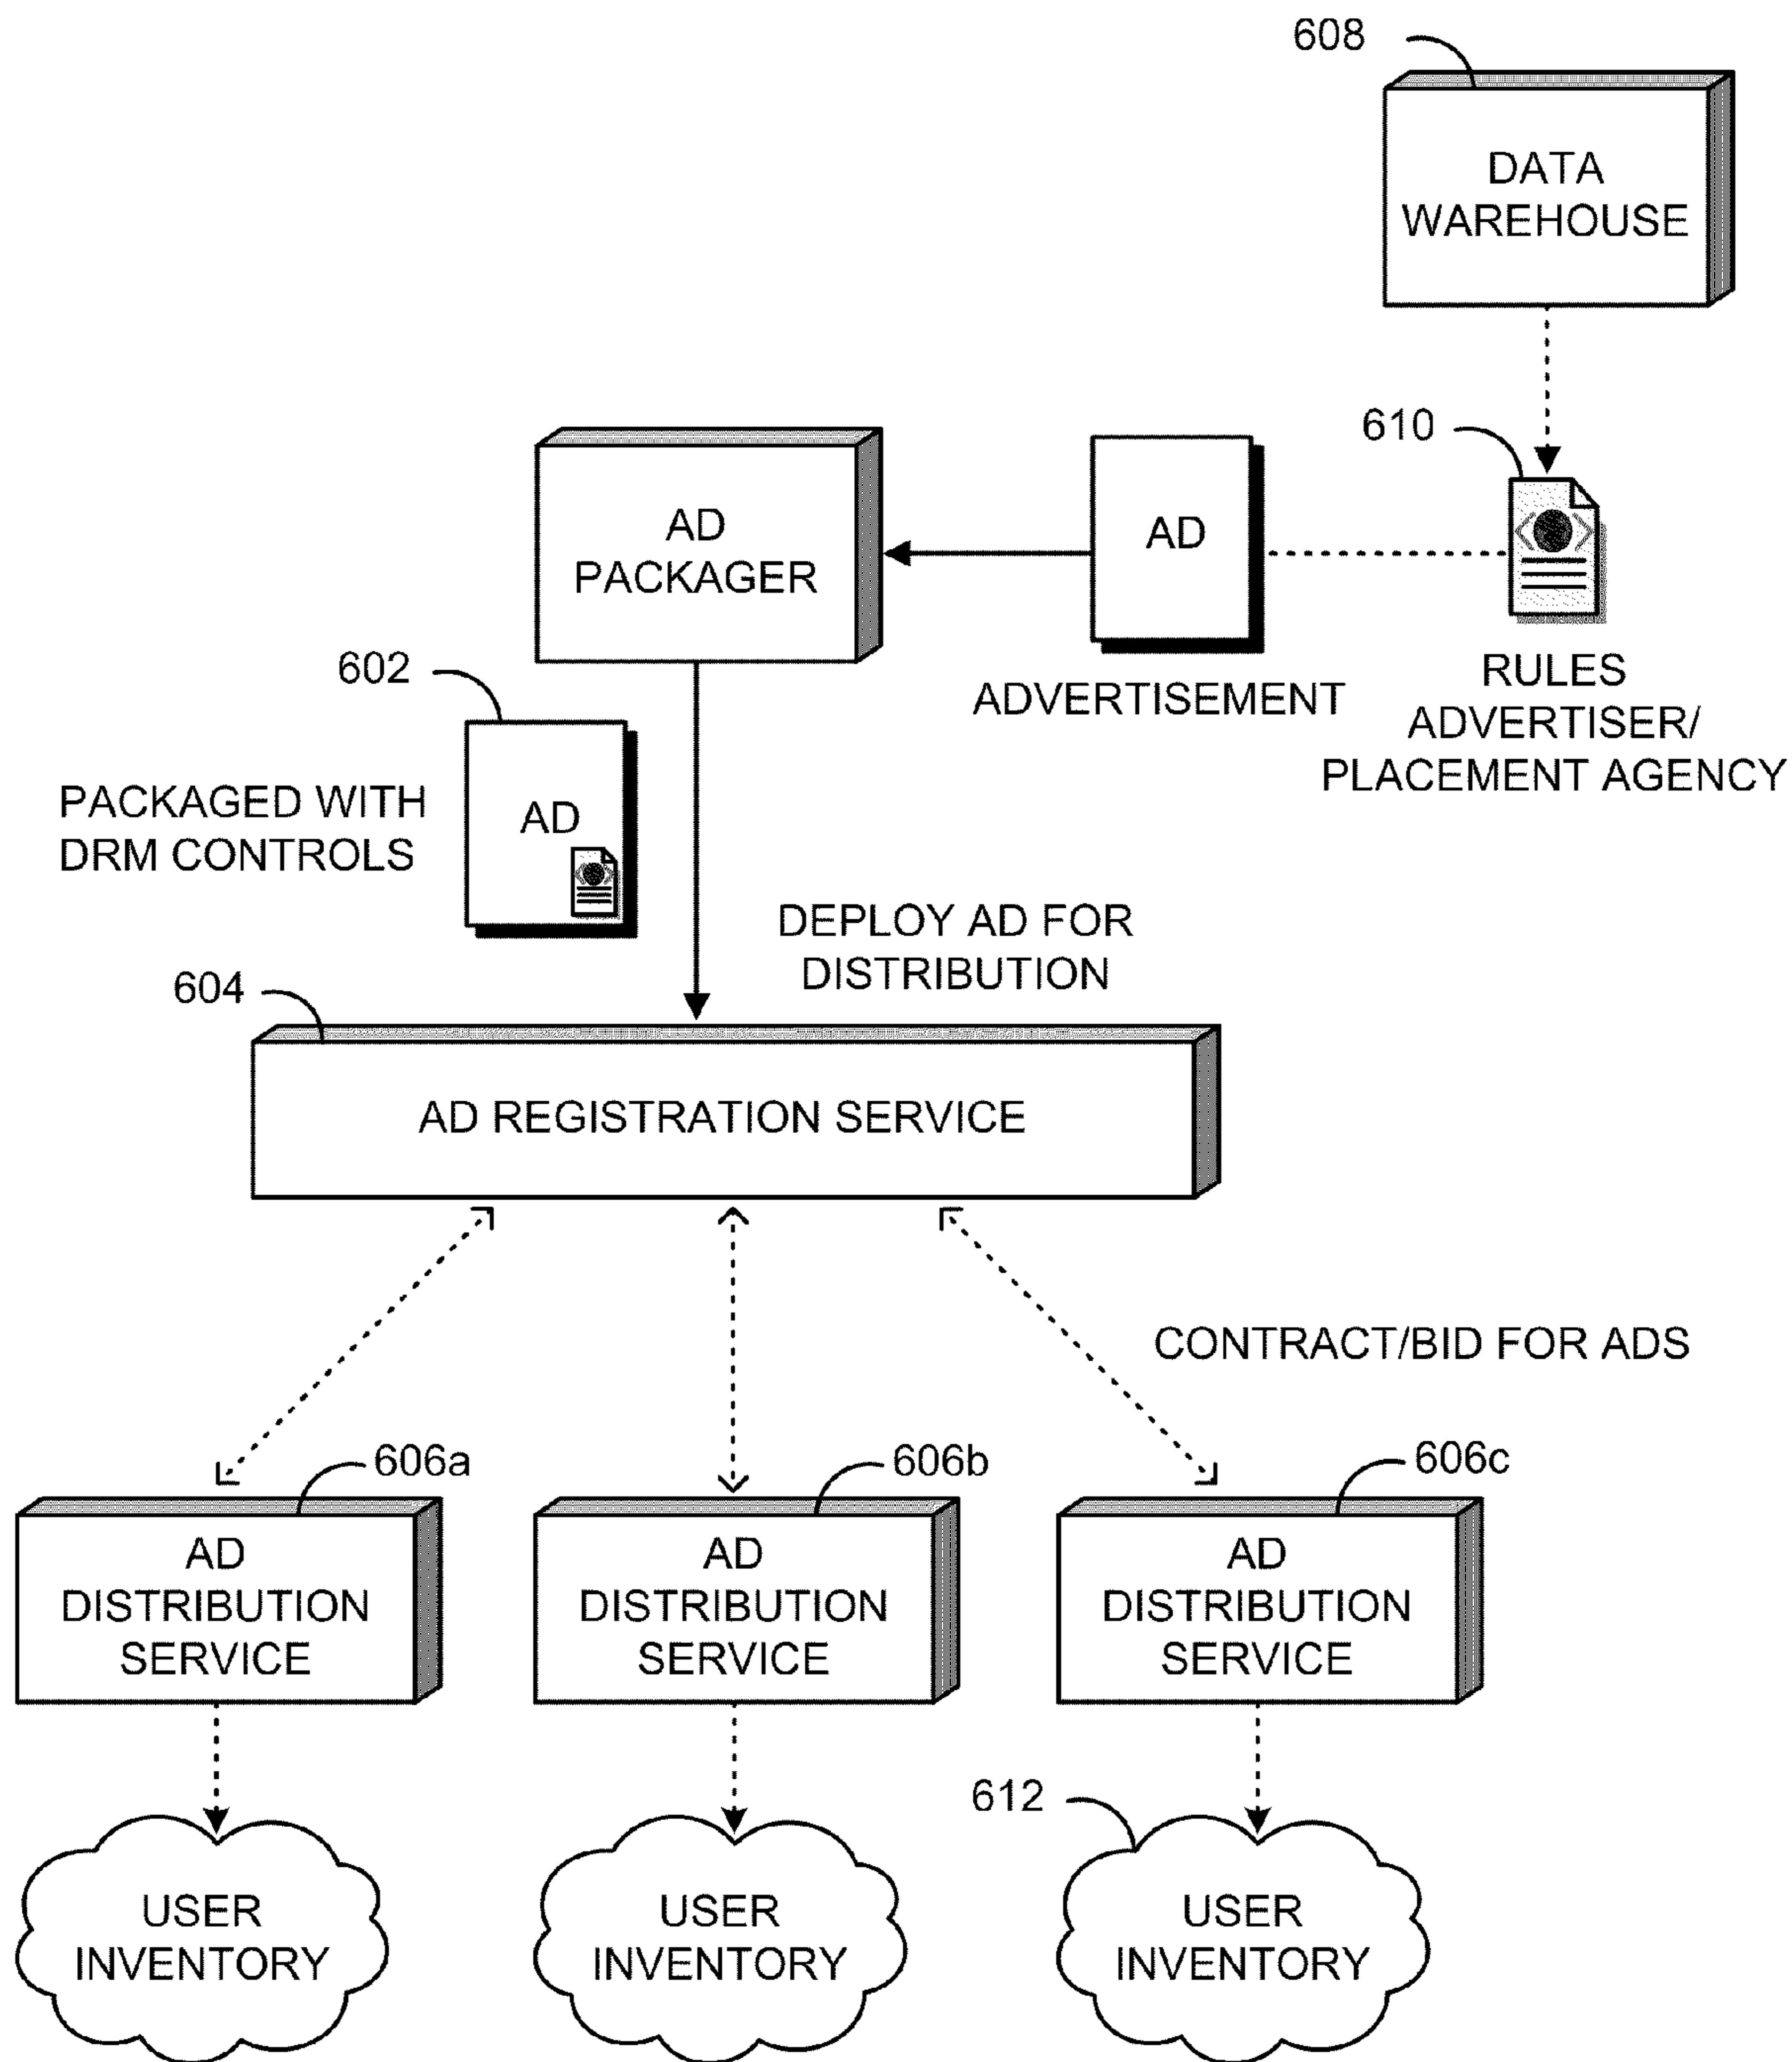 608
DATA
WAREHOUSE
610
AD
PACKAGER
AD
602
ADVERTISEMENT
RULES
ADVERTISER/
PLACEMENT AGENCY
PACKAGED WITH
DRM CONTROLS
AD
DEPLOY AD FOR
DISTRIBUTION
604
AD REGISTRATION SERVICE
CONTRACT/BID FOR ADS
606a
606b
606c
AD
DISTRIBUTION
SERVICE
AD
DISTRIBUTION
SERVICE
AD
DISTRIBUTION
SERVICE
612
USER
INVENTORY
USER
INVENTORY
USER
INVENTORY